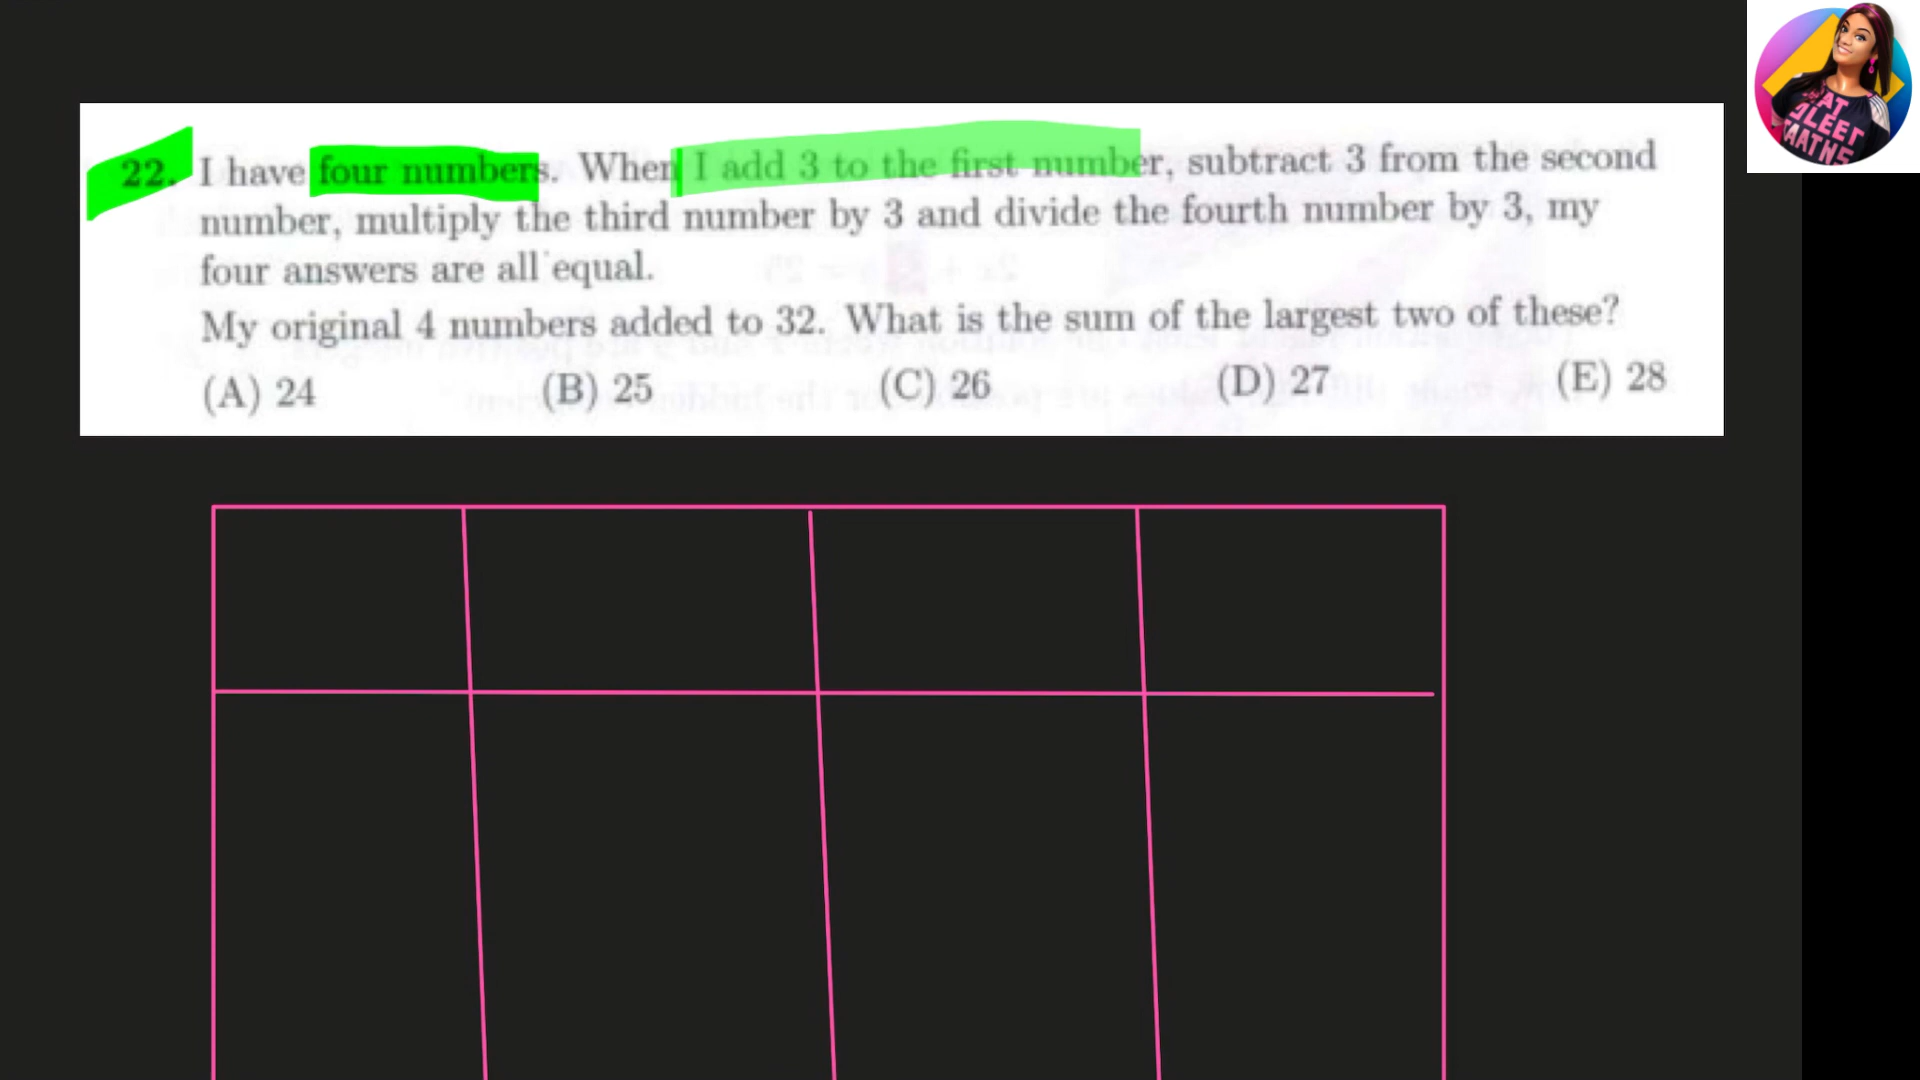 22. I have four numbers. When I add 3 to the first number, subtract 3 from the second
number, multiply the third number by 3 and divide the fourth number by 3, my
four answers are all equal.
My original 4 numbers added to 32. What is the sum of the largest two of these?
(A) 24 (B) 25 (C) 26 (D) 27 (E) 28